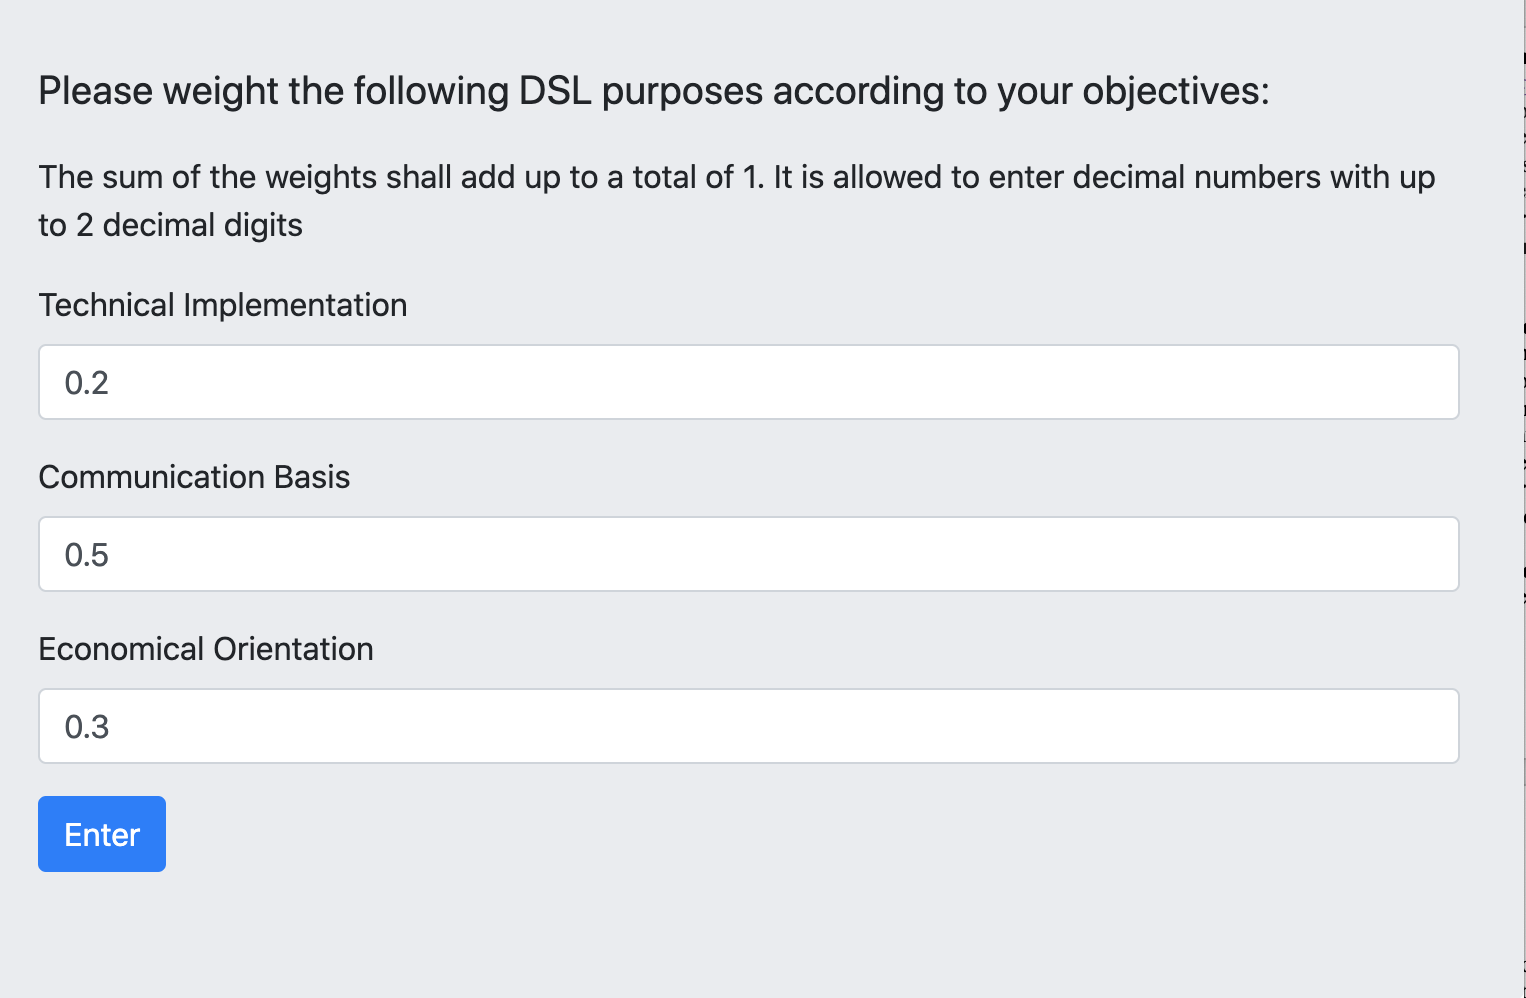 Please weight the following DSL purposes according to your objectives:
The sum of the weights shall add up to a total of 1. It is allowed to enter decimal numbers with up
to 2 decimal digits
Technical Implementation
0.2
Communication Basis
0.5
Economical Orientation
0.3
Enter